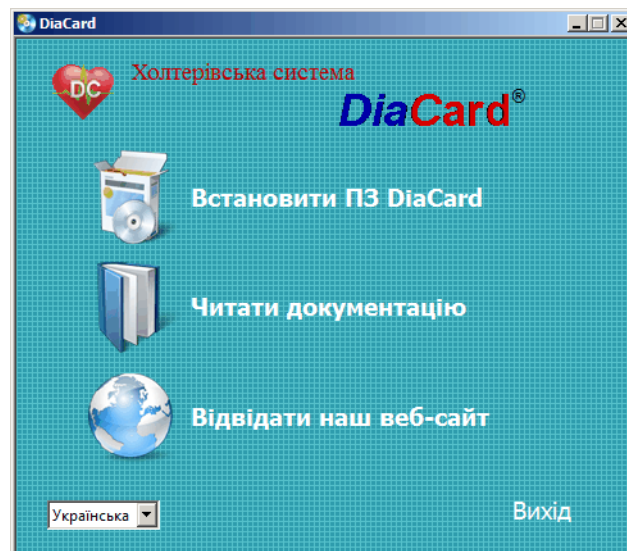 DiaCard
DC
Холтерівська система
DiaCard®
Встановити ПЗ DiaCard
Читати документацію
Відвідати наш веб-сайт
Українська
Вихід